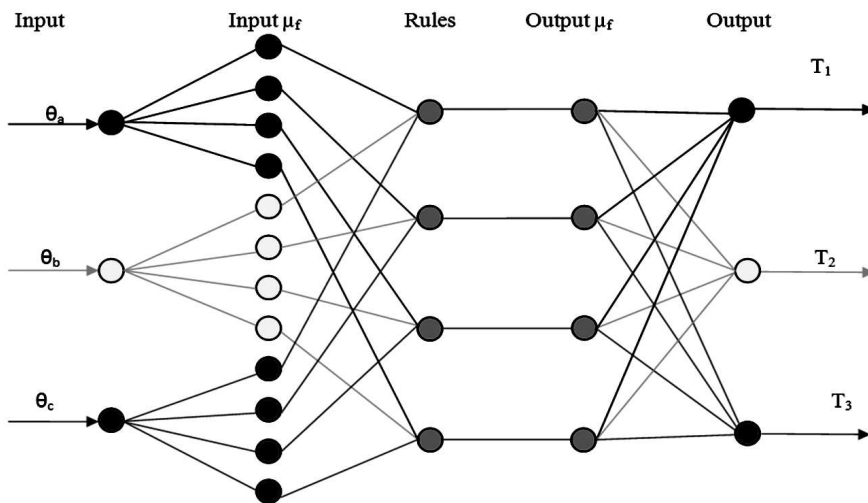 Input Input μf Rules Output μf Output
T1
θa
θb
T2
θc
T3